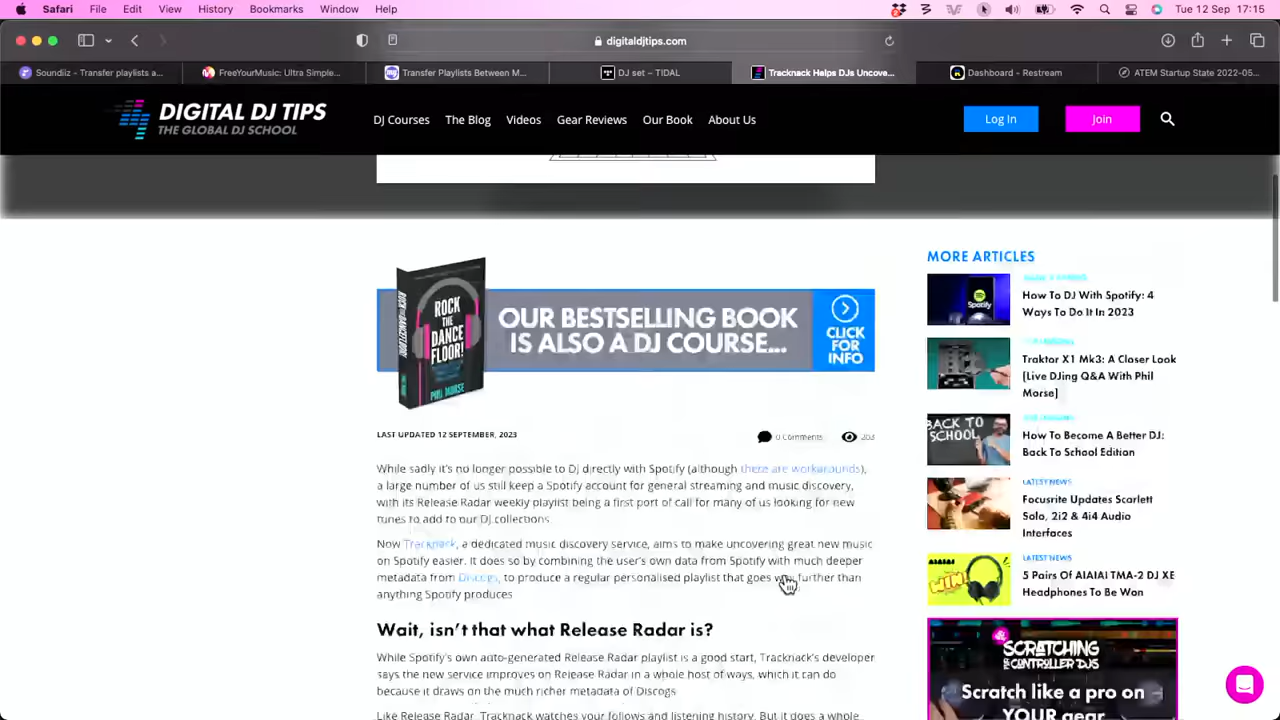 Safari File Edit View History Bookmarks Window Help Tue 12 Sep 17:15
digitaldjtips.com
Soundiiz - Transfer playlists a... FreeYourMusic: Ultra Simple... Transfer Playlists Between M... DJ set – TIDAL Tracknack Helps DJs Uncove... Dashboard - Restream ATEM Startup State 2022-05...
DIGITAL DJ TIPS
THE GLOBAL DJ SCHOOL
DJ Courses The Blog Videos Gear Reviews Our Book About Us Log In Join
ROCK THE DANCE FLOOR!
PHIL MORSE
OUR BESTSELLING BOOK
IS ALSO A DJ COURSE...
CLICK
FOR
INFO
LAST UPDATED 12 SEPTEMBER, 2023 0 Comments 203
While sadly it's no longer possible to DJ directly with Spotify (although there are workarounds),
a large number of us still keep a Spotify account for general streaming and music discovery,
with its Release Radar weekly playlist being a first port of call for many of us looking for new
tunes to add to our DJ collections.
Now Tracknack, a dedicated music discovery service, aims to make uncovering great new music
on Spotify easier. It does so by combining the user's own data from Spotify with much deeper
metadata from Discogs, to produce a regular personalised playlist that goes further than
anything Spotify produces
Wait, isn't that what Release Radar is?
While Spotify's own auto-generated Release Radar playlist is a good start, Tracknack's developer
says the new service improves on Release Radar in a whole host of ways, which it can do
because it draws on the much richer metadata of Discogs
Like Release Radar, Tracknack watches your follows and listening history. But it does a whole
MORE ARTICLES
Spotify
How To DJ With Spotify: 4
Ways To Do It In 2023
Traktor X1 Mk3: A Closer Look
[Live DJing Q&A With Phil
Morse]
BACK TO
SCHOOL
How To Become A Better DJ:
Back To School Edition
LATEST NEWS
Focusrite Updates Scarlett
Solo, 2i2 & 4i4 Audio
Interfaces
AIAIAI
WIN
LATEST NEWS
5 Pairs Of AIAIAI TMA-2 DJ XE
Headphones To Be Won
SCRATCHING
FOR CONTROLLER DJS
Scratch like a pro on
YOUR gear